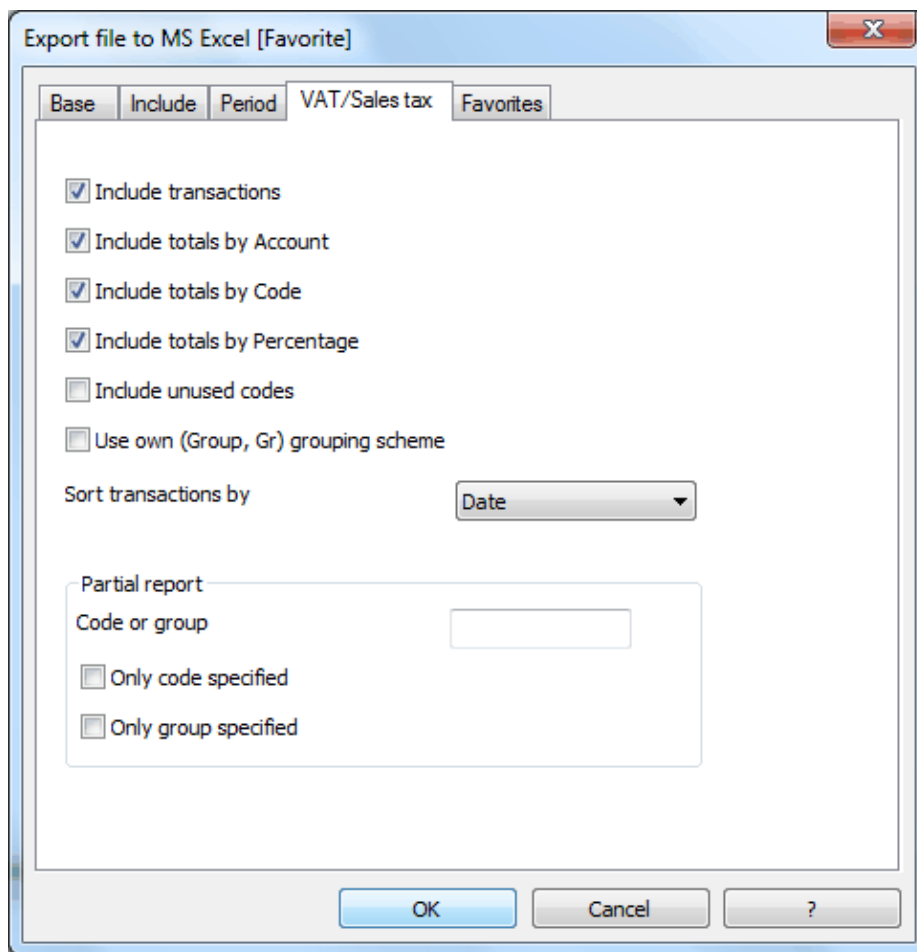 Export file to MS Excel [Favorite]
x
Base Include Period VAT/Sales tax Favorites
Include transactions
Include totals by Account
Include totals by Code
Include totals by Percentage
Include unused codes
Use own (Group, Gr) grouping scheme
Sort transactions by Date
Partial report
Code or group
Only code specified
Only group specified
OK Cancel ?